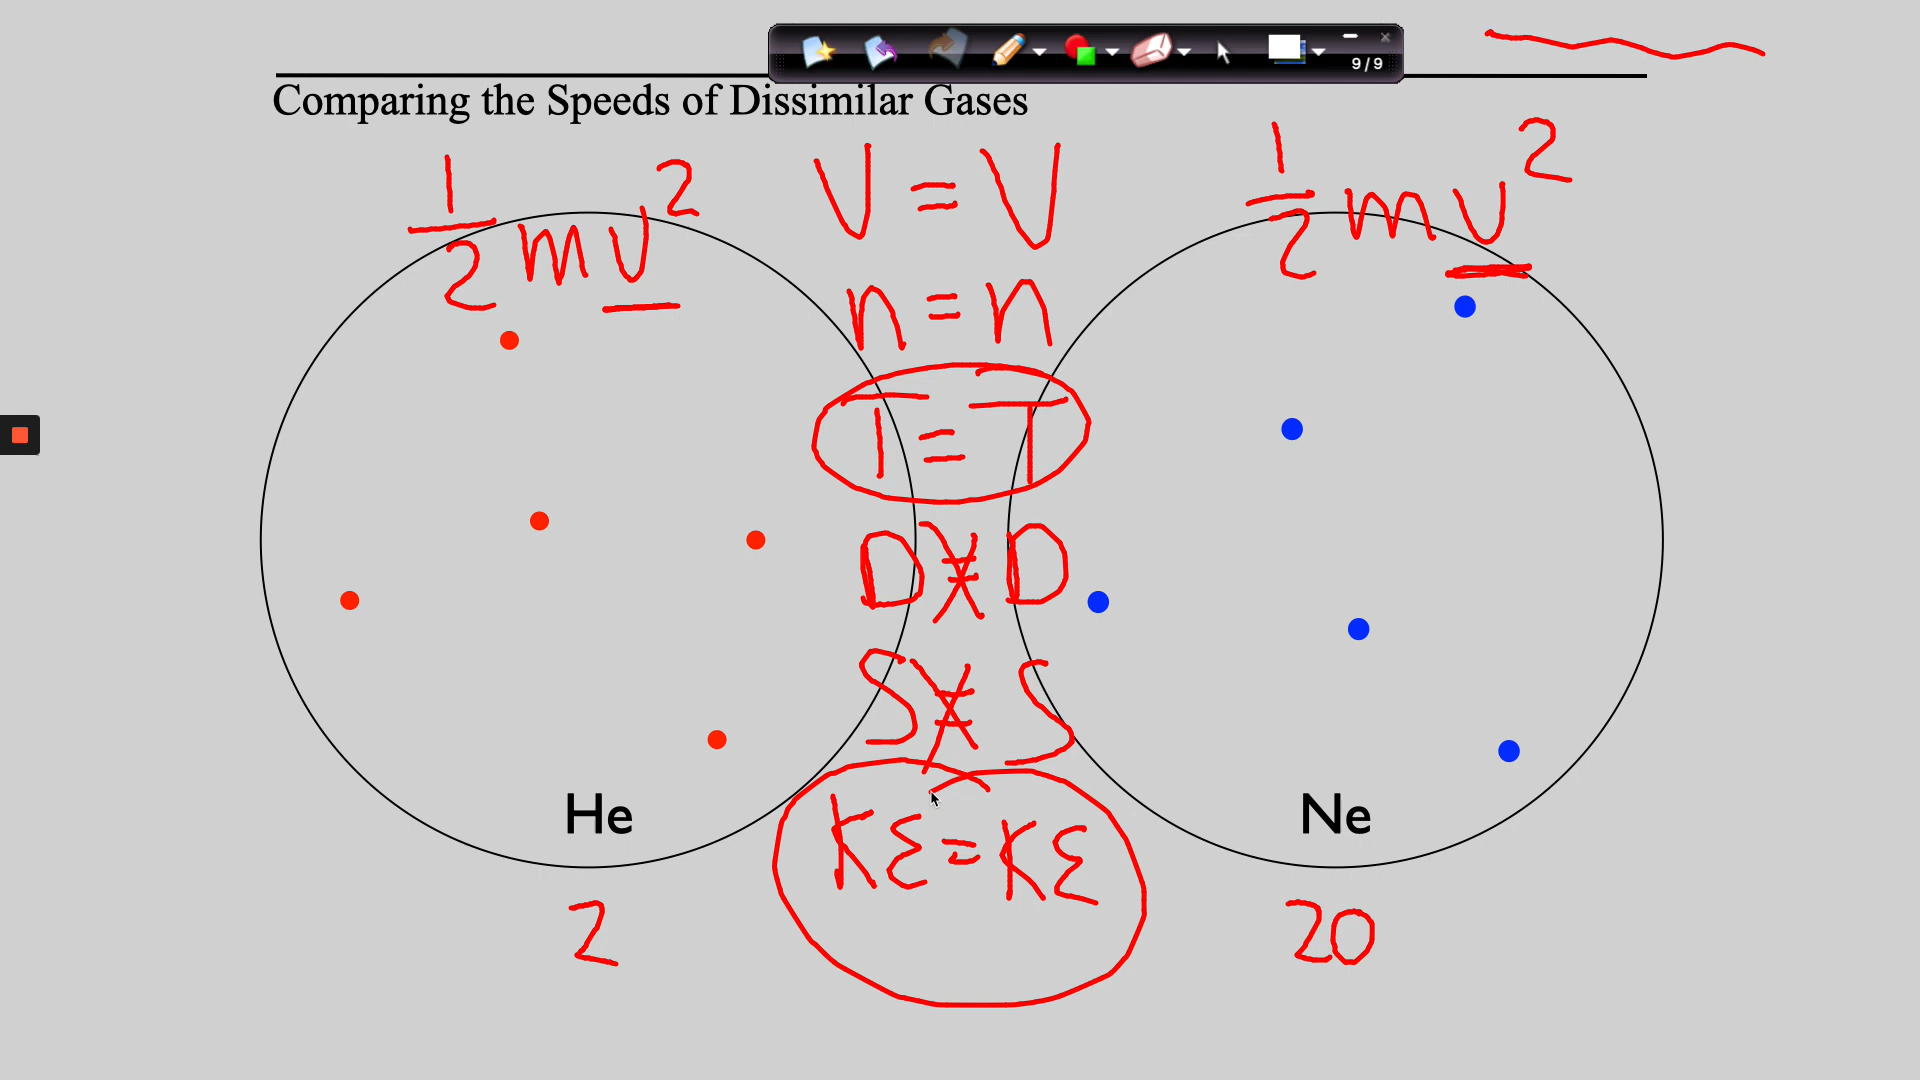 9/9
Comparing the Speeds of Dissimilar Gases
1/2 mv²
V = V
1/2 mv²
n = n
T = T
D ≠ D
S ≠ S
KE = KE
He
Ne
2
20